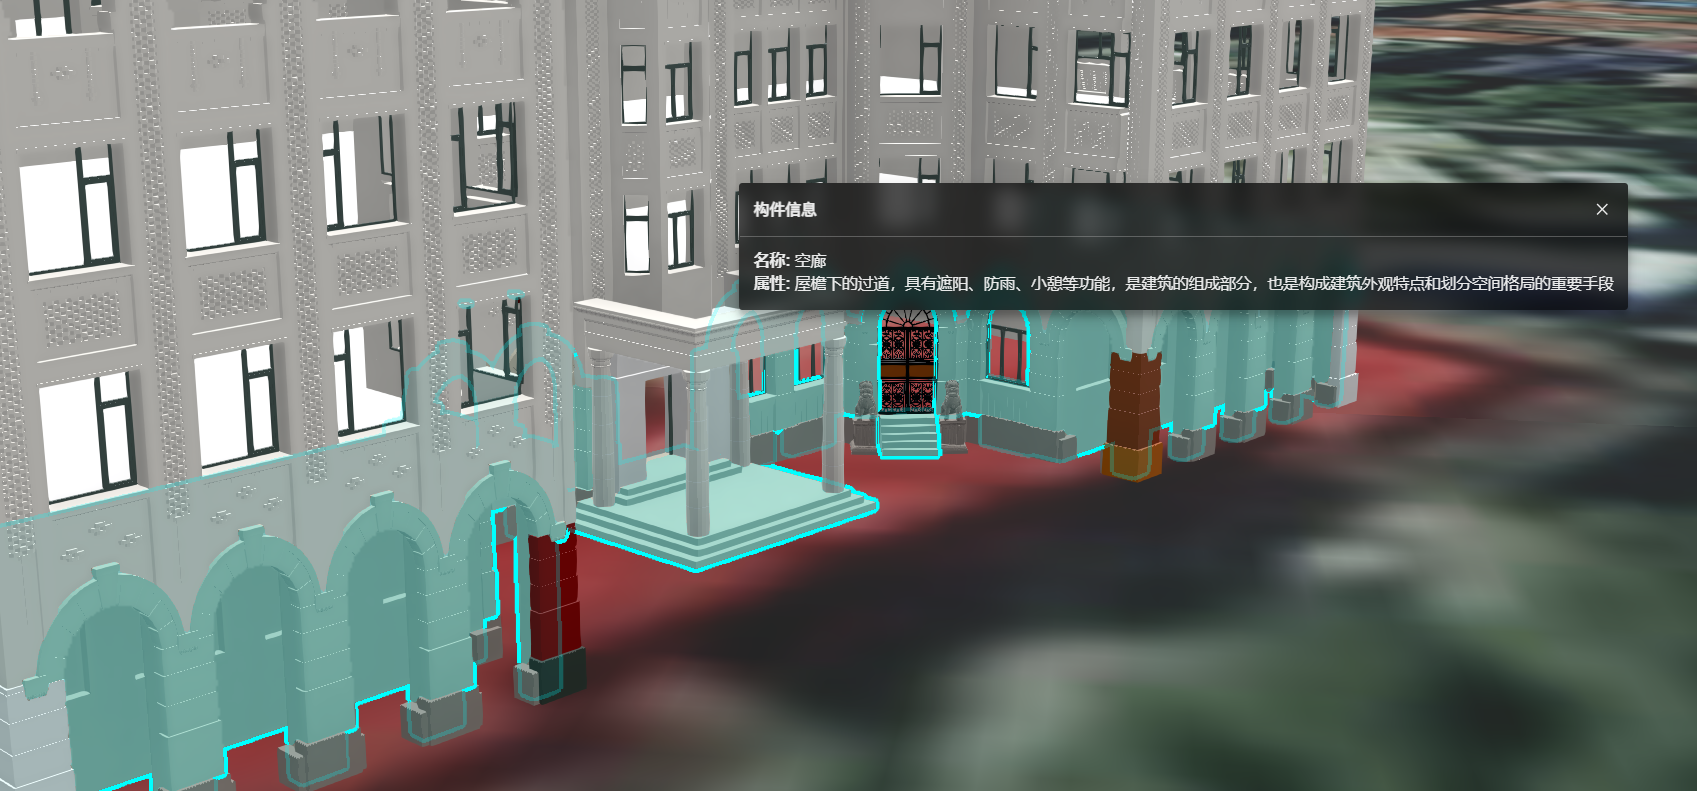 构件信息
名称: 空廊
属性: 屋檐下的过道，具有遮阳、防雨、小憩等功能，是建筑的组成部分，也是构成建筑外观特点和划分空间格局的重要手段